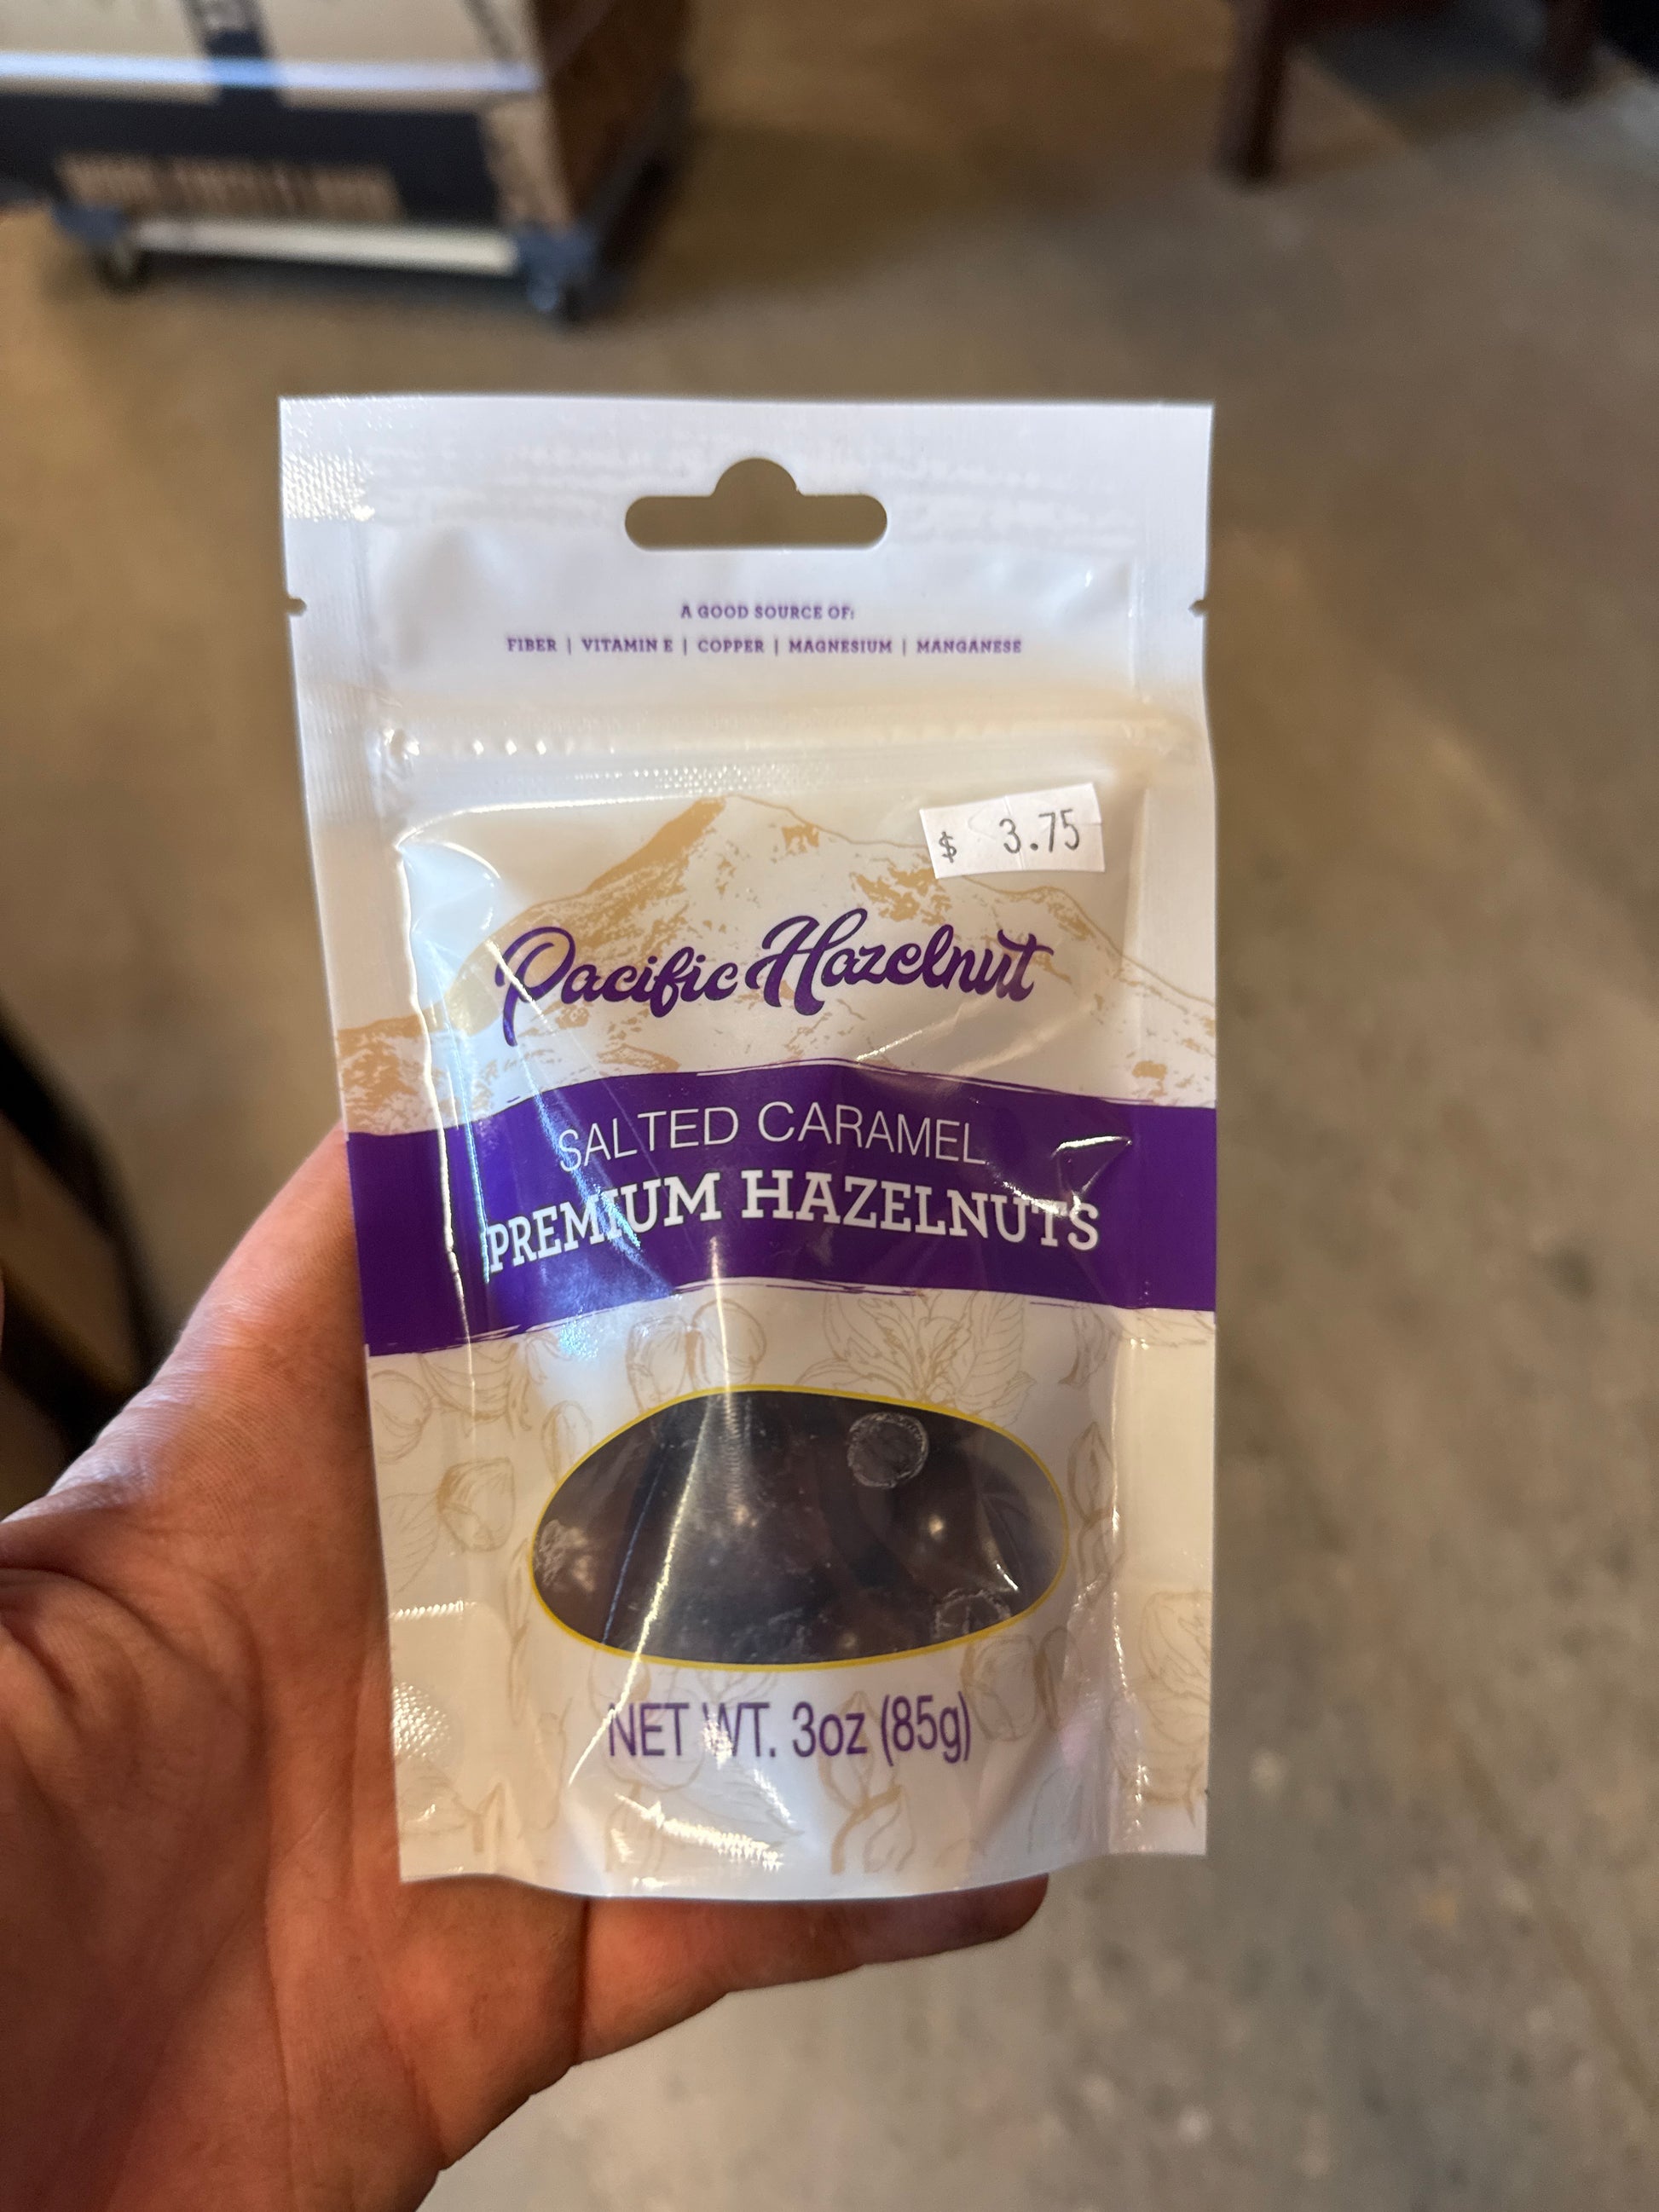 A GOOD SOURCE OF:
FIBER | VITAMIN E | COPPER | MAGNESIUM | MANGANESE
$ 3.75
Pacific Hazelnut
SALTED CARAMEL
PREMIUM HAZELNUTS
NET WT. 3oz (85g)